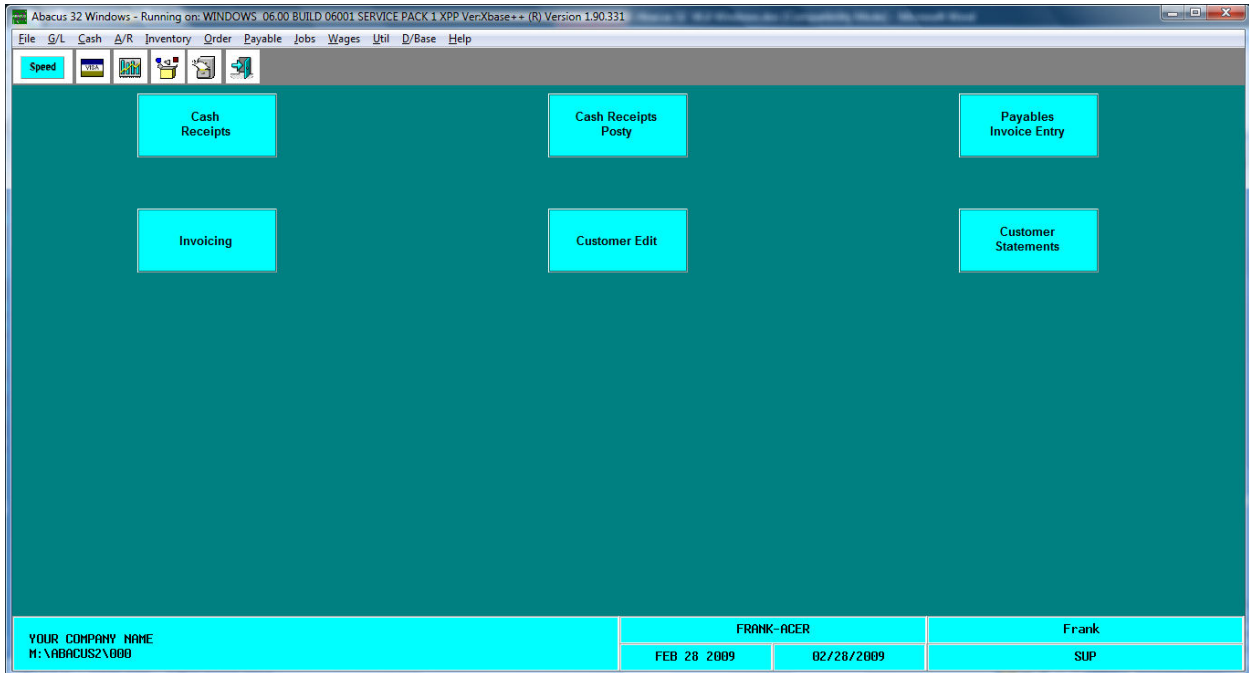 Abacus 32 Windows - Running on: WINDOWS 06.00 BUILD 06001 SERVICE PACK 1 XPP Ver:Xbase++ (R) Version 1.90.331
File G/L Cash A/R Inventory Order Payable Jobs Wages Util D/Base Help
Speed VISA
Cash
Receipts
Cash Receipts
Posty
Payables
Invoice Entry
Invoicing
Customer Edit
Customer
Statements
YOUR COMPANY NAME
M:\ABACUS2\000
FRANK-ACER
Frank
FEB 28 2009
02/28/2009
SUP